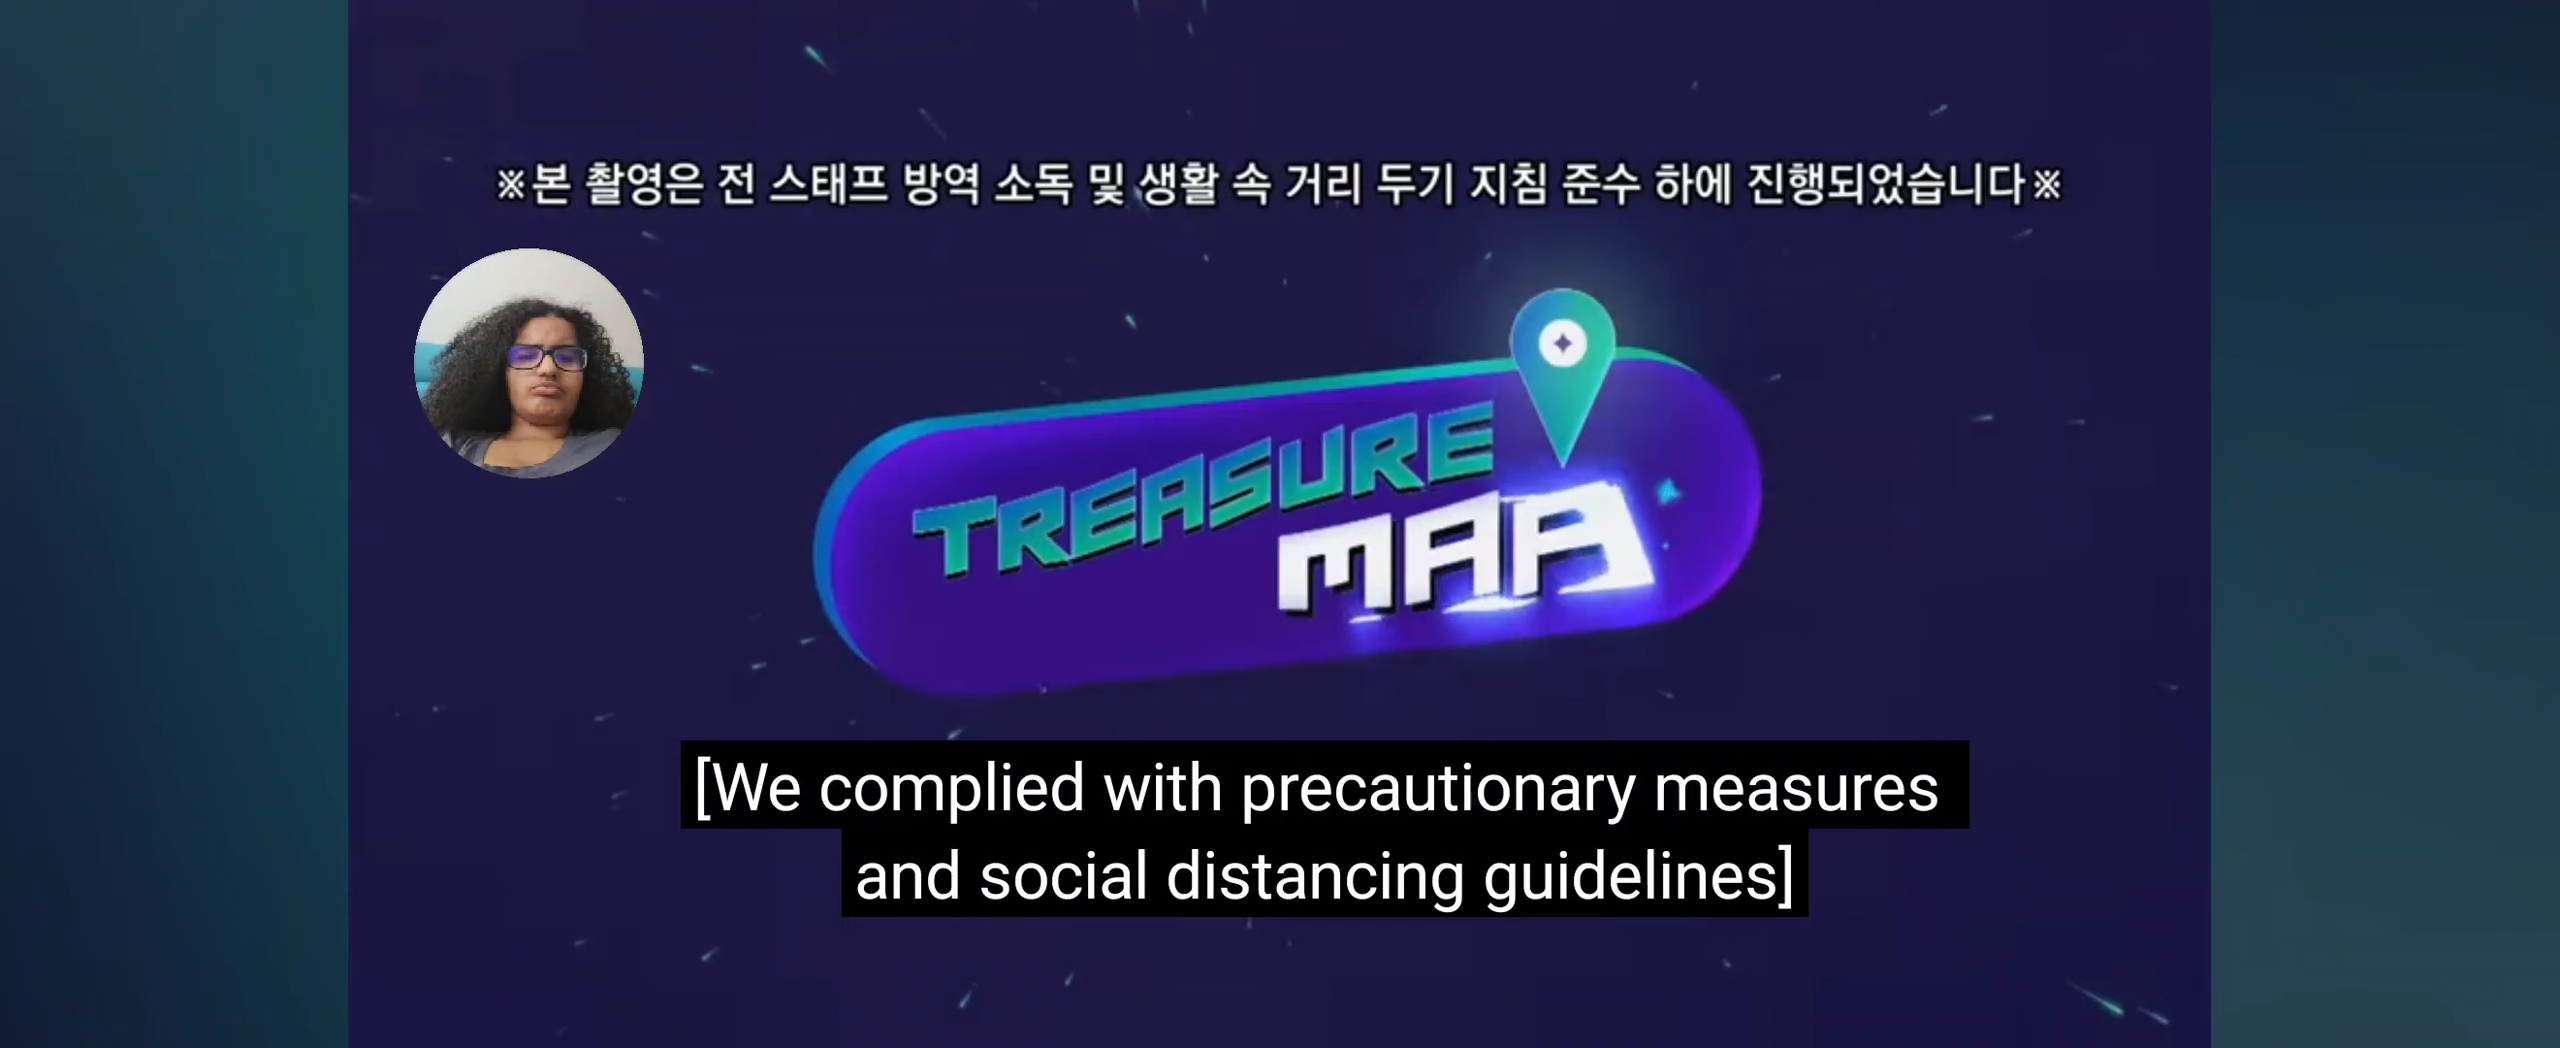 ※본 촬영은 전 스태프 방역 소독 및 생활 속 거리 두기 지침 준수 하에 진행되었습니다※
TREASURE
MAP
[We complied with precautionary measures
and social distancing guidelines]